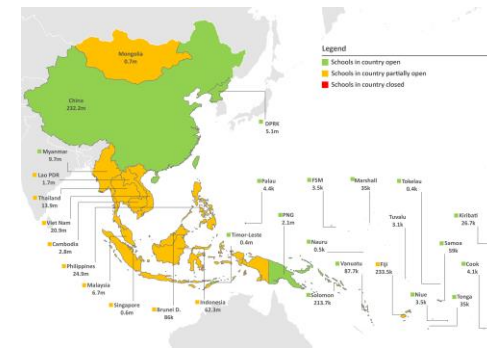 Mongolia
0.7m
Legend
Schools in country open
Schools in country partially open
Schools in country closed
China
232.2m
DPRK
5.1m
Myanmar
9.7m
Lao PDR
1.7m
Thailand
13.3m
Viet Nam
20.9m
Cambodia
2.8m
Philippines
24.9m
Malaysia
6.7m
Singapore
0.6m
Brunei D.
86k
Indonesia
62.3m
Timor-Leste
0.4m
Palau
4.4k
PNG
2.1m
FSM
3.5k
Marshall
35k
Tokelau
0.4k
Nauru
0.5k
Vanuatu
87.7k
Solomon
213.7k
Tuvalu
3.1k
Fiji
233.5k
Kiribati
26.7k
Samoa
59k
Cook
4.1k
Niue
3.5k
Tonga
35k